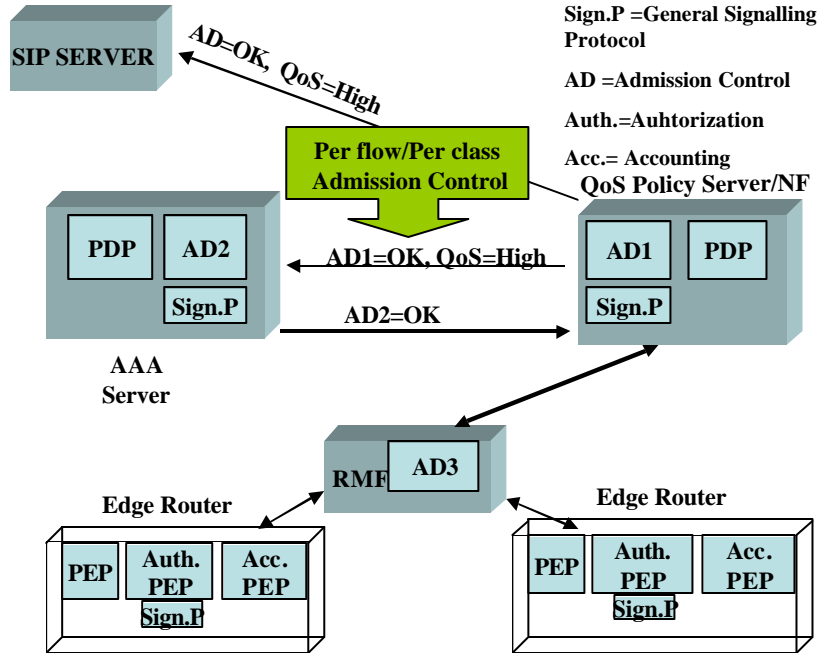 Sign.P =General Signalling
Protocol
AD =Admission Control
Auth.=Auhtorization
Acc.= Accounting
SIP SERVER
AD=OK, QoS=High
Per flow/Per class
Admission Control
QoS Policy Server/NF
PDP
AD2
Sign.P
AD1=OK, QoS=High
AD1
PDP
Sign.P
AD2=OK
AAA
Server
RMF
AD3
Edge Router
Edge Router
PEP
Auth.
PEP
Acc.
PEP
Sign.P
PEP
Auth.
PEP
Acc.
PEP
Sign.P